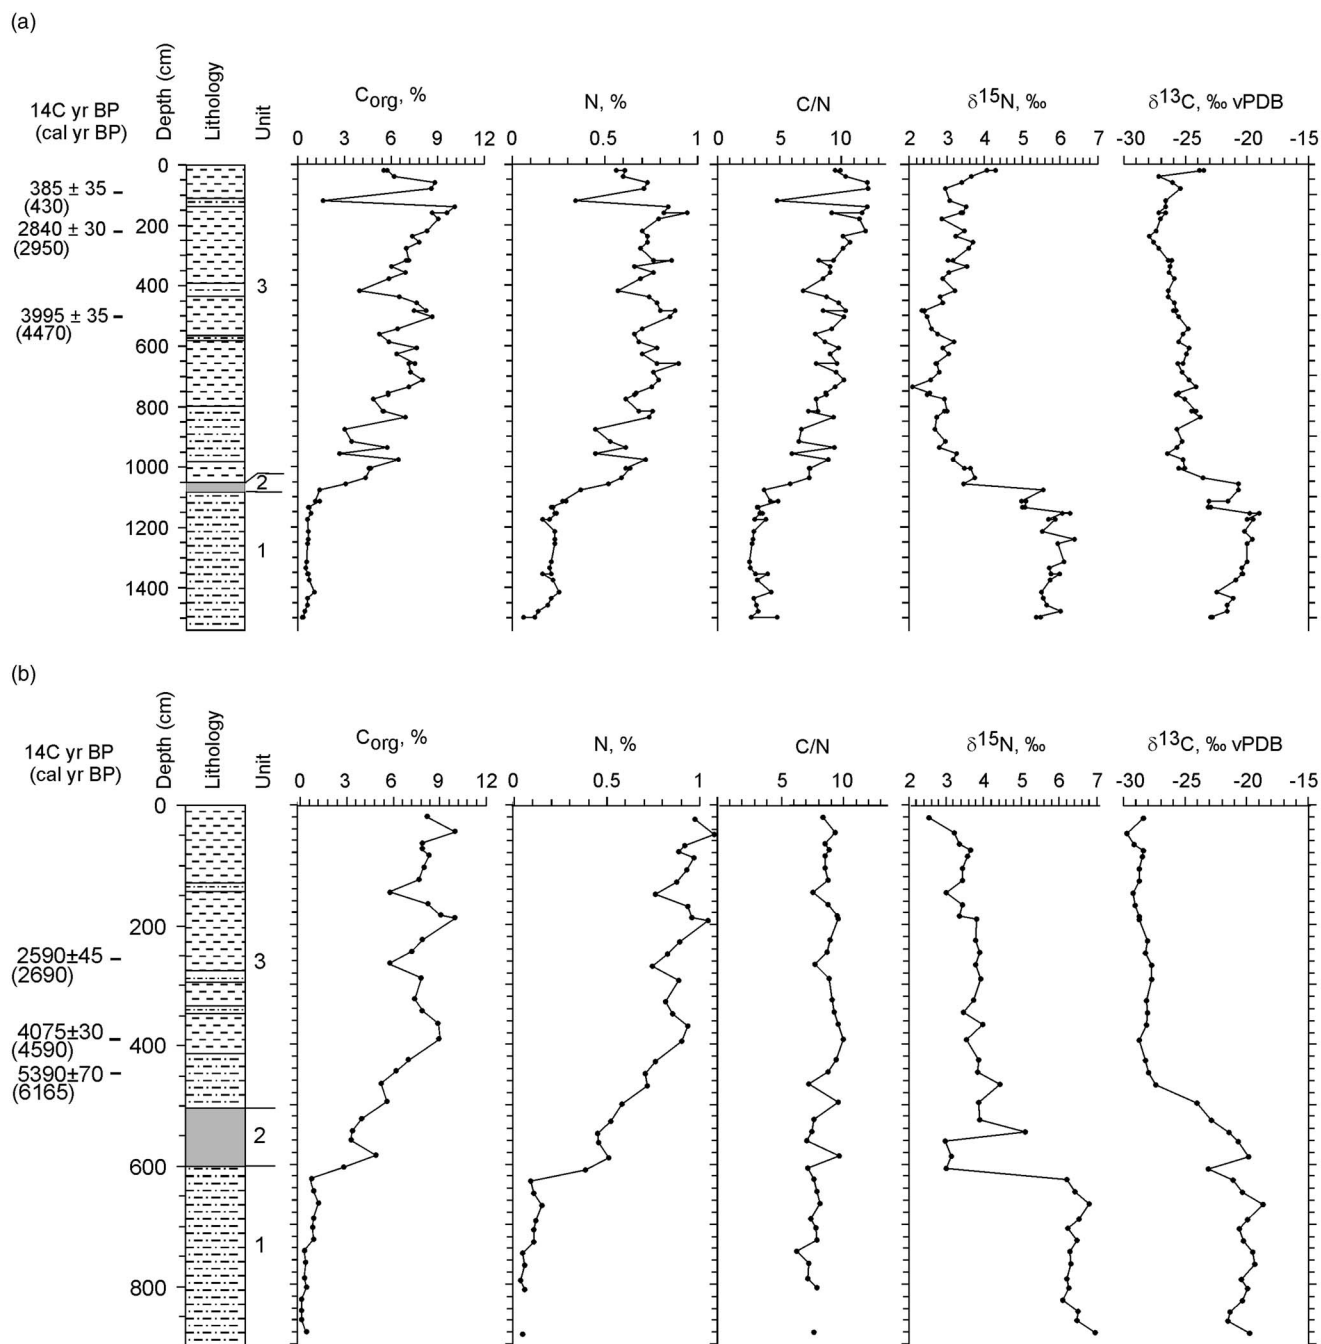 (a)
14C yr BP
(cal yr BP)
Depth (cm)
Lithology
Unit
Corg, %
N, %
C/N
δ15N, ‰
δ13C, ‰ vPDB
0 3 6 9 12
0 0.5 1
0 5 10
2 4 6 7
-30 -25 -20 -15
0
385 ± 35
(430)
200
2840 ± 30
(2950)
400
3
3995 ± 35
(4470)
600
800
1000
2
1200
1
1400
(b)
14C yr BP
(cal yr BP)
Depth (cm)
Lithology
Unit
Corg, %
N, %
C/N
δ15N, ‰
δ13C, ‰ vPDB
0 3 6 9 12
0 0.5 1
0 5 10
2 4 6 7
-30 -25 -20 -15
0
200
2590±45
(2690)
3
4075±30
400
(4590)
5390±70
(6165)
2
600
1
800